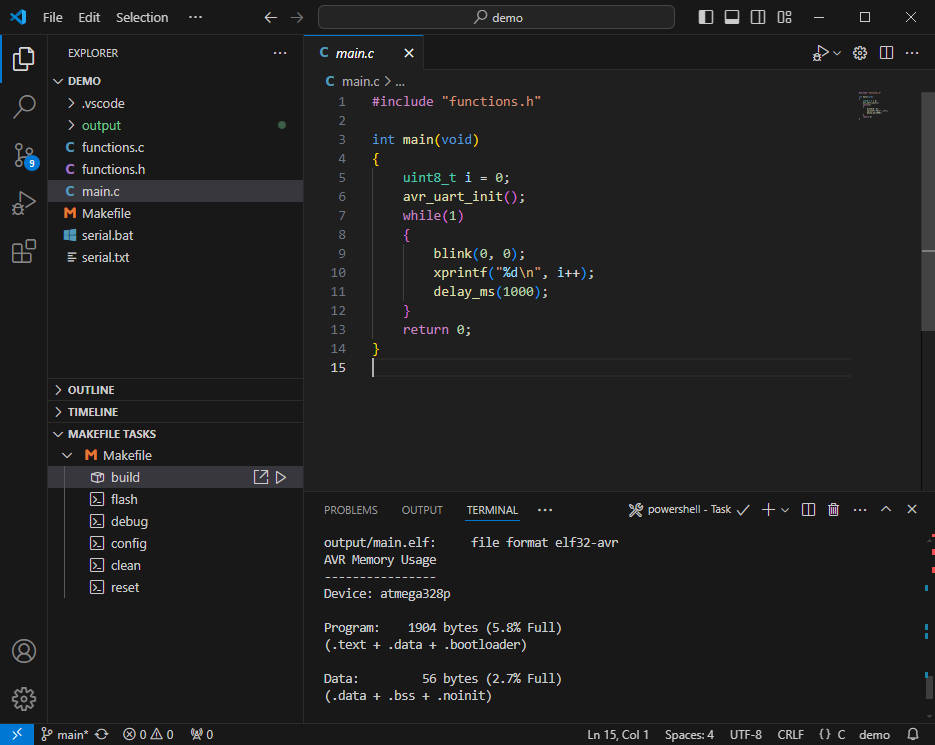 File Edit Selection ··· demo
EXPLORER ···
DEMO
.vscode
output
C functions.c
C functions.h
C main.c
M Makefile
serial.bat
serial.txt
9
OUTLINE
TIMELINE
MAKEFILE TASKS
M Makefile
build
flash
debug
config
clean
reset
C main.c
C main.c > ...
1 #include "functions.h"
2
3 int main(void)
4 {
5 uint8_t i = 0;
6 avr_uart_init();
7 while(1)
8 {
9 blink(0, 0);
10 xprintf("%d\n", i++);
11 delay_ms(1000);
12 }
13 return 0;
14 }
15
PROBLEMS OUTPUT TERMINAL ··· powershell - Task
output/main.elf: file format elf32-avr
AVR Memory Usage
----------------
Device: atmega328p
Program: 1904 bytes (5.8% Full)
(.text + .data + .bootloader)
Data: 56 bytes (2.7% Full)
(.data + .bss + .noinit)
main* 0 0 0 Ln 15, Col 1 Spaces: 4 UTF-8 CRLF {} C demo